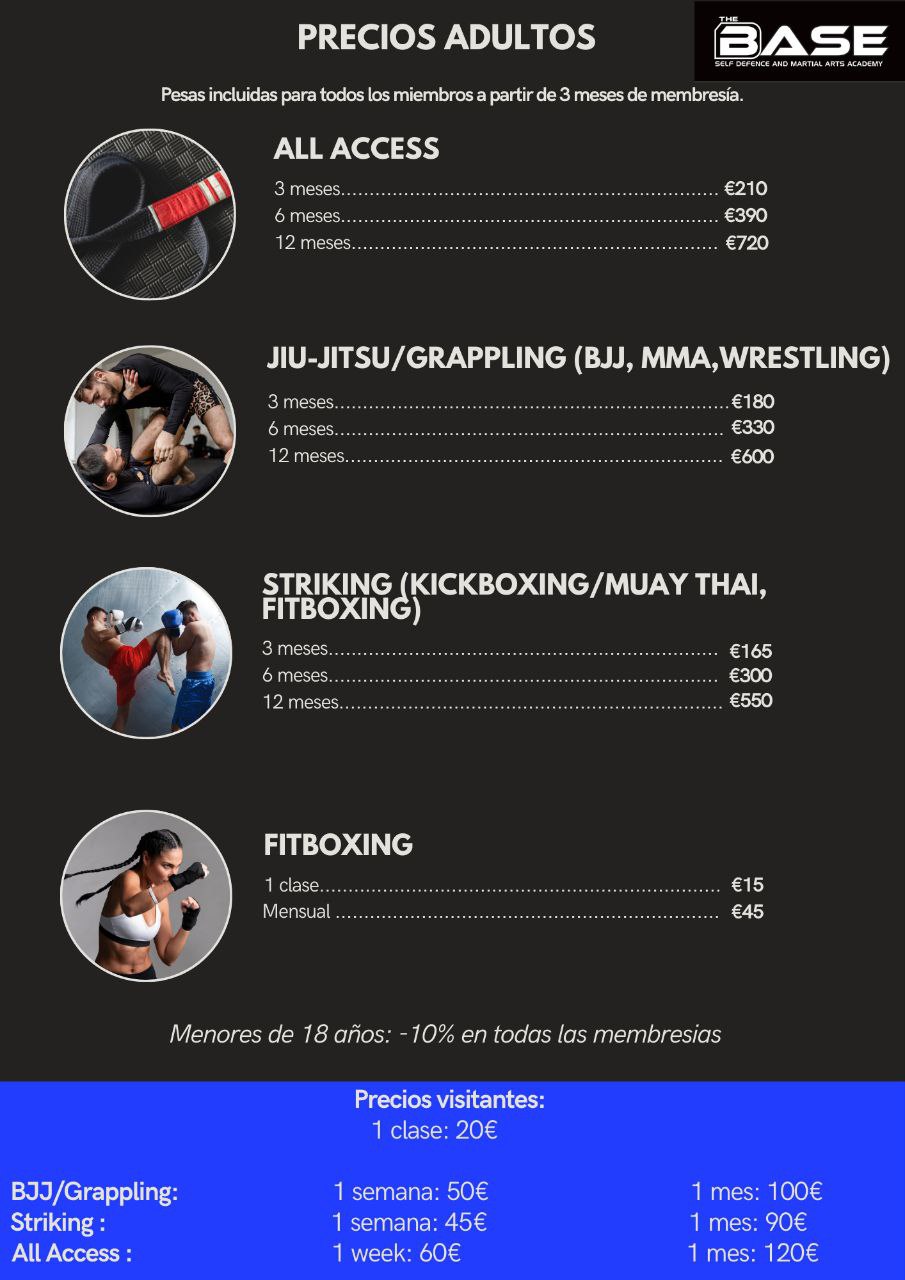 PRECIOS ADULTOS
THE
BASE
SELF DEFENCE AND MARTIAL ARTS ACADEMY
Pesas incluidas para todos los miembros a partir de 3 meses de membresía.
ALL ACCESS
3 meses.................................................................. €210
6 meses.................................................................. €390
12 meses................................................................ €720
JIU-JITSU/GRAPPLING (BJJ, MMA,WRESTLING)
3 meses.....................................................................€180
6 meses.................................................................... €330
12 meses.................................................................. €600
STRIKING (KICKBOXING/MUAY THAI,
FITBOXING)
3 meses.................................................................... €165
6 meses.................................................................... €300
12 meses................................................................... €550
FITBOXING
1 clase...................................................................... €15
Mensual ................................................................... €45
Menores de 18 años: -10% en todas las membresias
Precios visitantes:
1 clase: 20€
BJJ/Grappling: 1 semana: 50€ 1 mes: 100€
Striking : 1 semana: 45€ 1 mes: 90€
All Access : 1 week: 60€ 1 mes: 120€